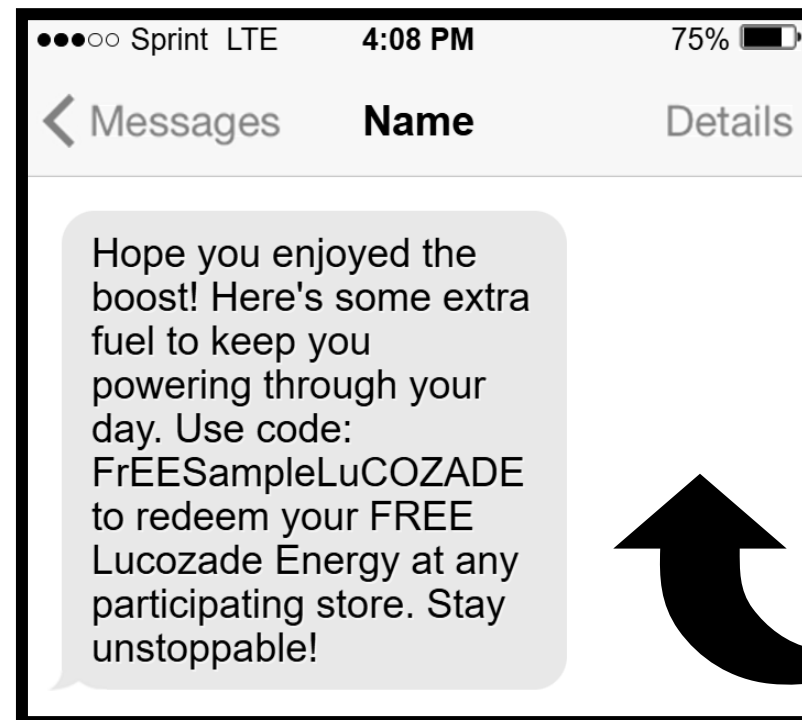 Sprint LTE 4:08 PM 75%
Messages Name Details
Hope you enjoyed the
boost! Here's some extra
fuel to keep you
powering through your
day. Use code:
FrEESampleLuCOZADE
to redeem your FREE
Lucozade Energy at any
participating store. Stay
unstoppable!